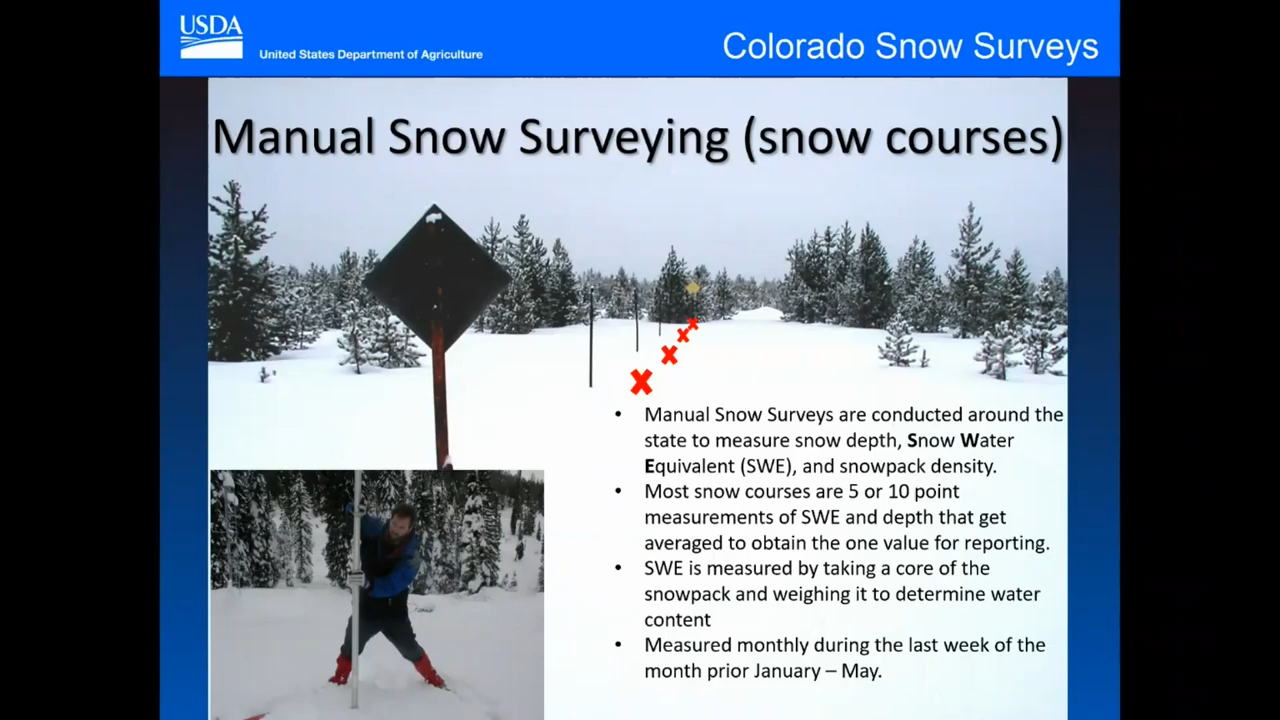 USDA
United States Department of Agriculture
Colorado Snow Surveys
Manual Snow Surveying (snow courses)
• Manual Snow Surveys are conducted around the
state to measure snow depth, Snow Water
Equivalent (SWE), and snowpack density.
• Most snow courses are 5 or 10 point
measurements of SWE and depth that get
averaged to obtain the one value for reporting.
• SWE is measured by taking a core of the
snowpack and weighing it to determine water
content
• Measured monthly during the last week of the
month prior January – May.